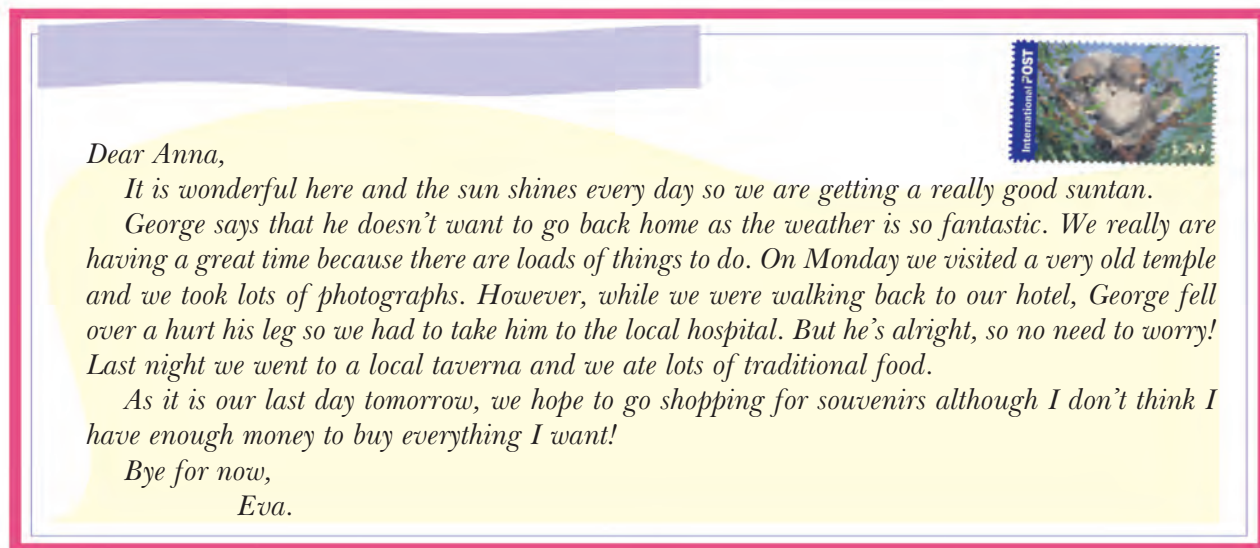 International POST
Dear Anna,
It is wonderful here and the sun shines every day so we are getting a really good suntan.
George says that he doesn't want to go back home as the weather is so fantastic. We really are
having a great time because there are loads of things to do. On Monday we visited a very old temple
and we took lots of photographs. However, while we were walking back to our hotel, George fell
over a hurt his leg so we had to take him to the local hospital. But he's alright, so no need to worry!
Last night we went to a local taverna and we ate lots of traditional food.
As it is our last day tomorrow, we hope to go shopping for souvenirs although I don't think I
have enough money to buy everything I want!
Bye for now,
Eva.